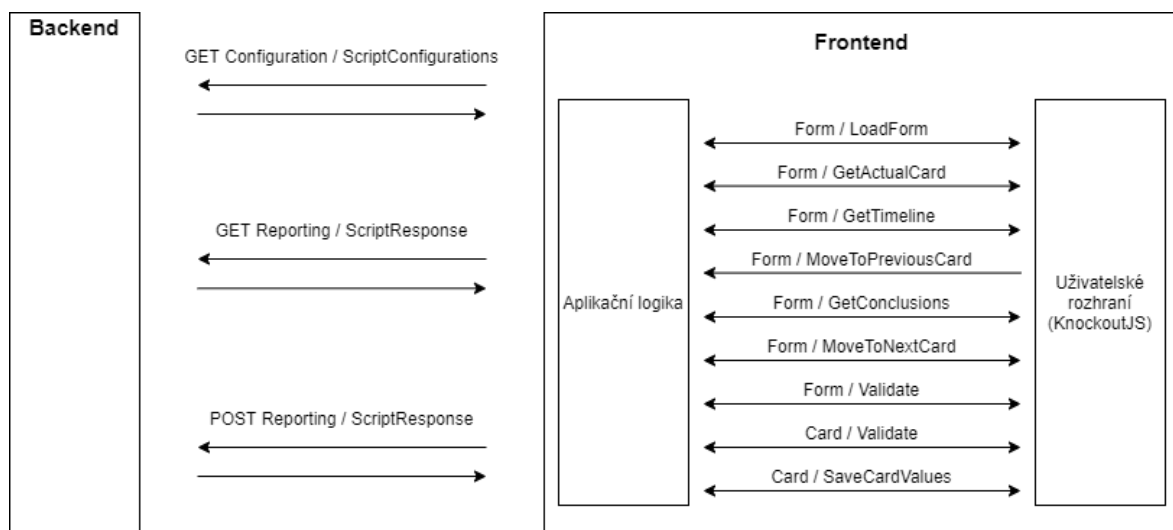 Backend
GET Configuration / ScriptConfigurations
GET Reporting / ScriptResponse
POST Reporting / ScriptResponse
Frontend
Aplikační logika
Form / LoadForm
Form / GetActualCard
Form / GetTimeline
Form / MoveToPreviousCard
Form / GetConclusions
Form / MoveToNextCard
Form / Validate
Card / Validate
Card / SaveCardValues
Uživatelské
rozhraní
(KnockoutJS)